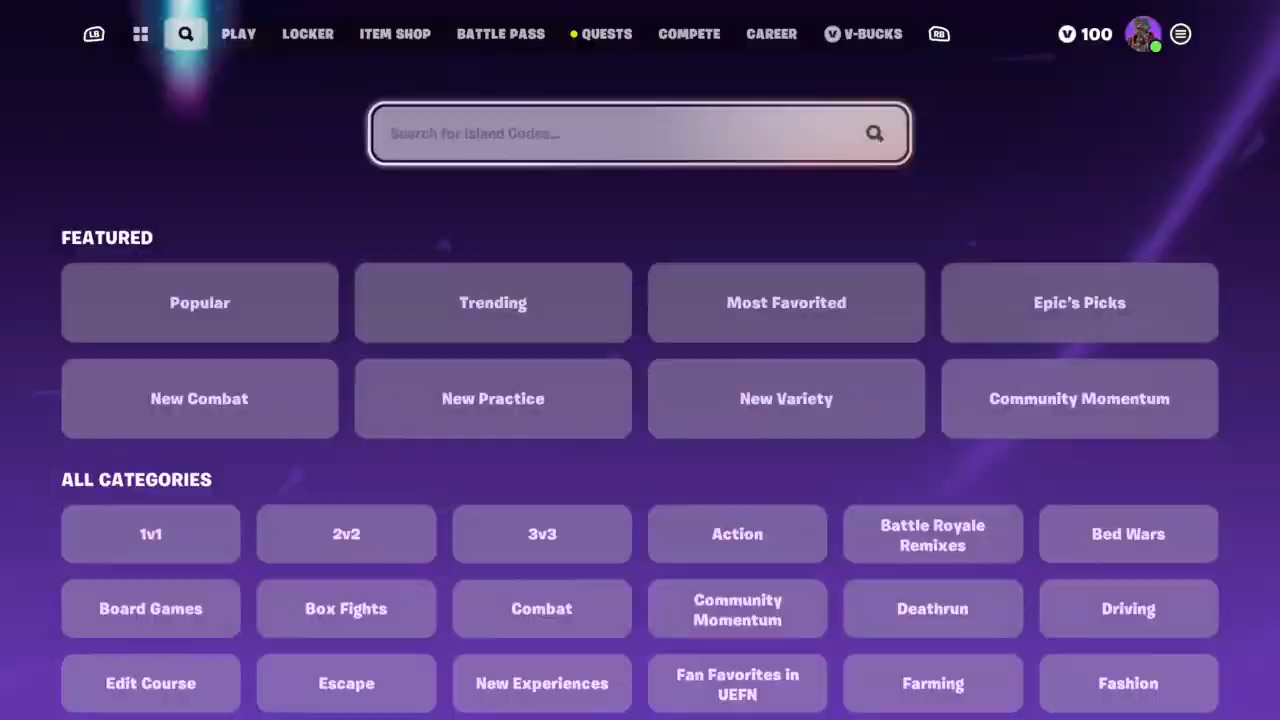 LB PLAY LOCKER ITEM SHOP BATTLE PASS QUESTS COMPETE CAREER V V-BUCKS RB V 100
Search for Island Codes...
FEATURED
Popular Trending Most Favorited Epic's Picks
New Combat New Practice New Variety Community Momentum
ALL CATEGORIES
1v1 2v2 3v3 Action Battle Royale Remixes Bed Wars
Board Games Box Fights Combat Community Momentum Deathrun Driving
Edit Course Escape New Experiences Fan Favorites in UEFN Farming Fashion